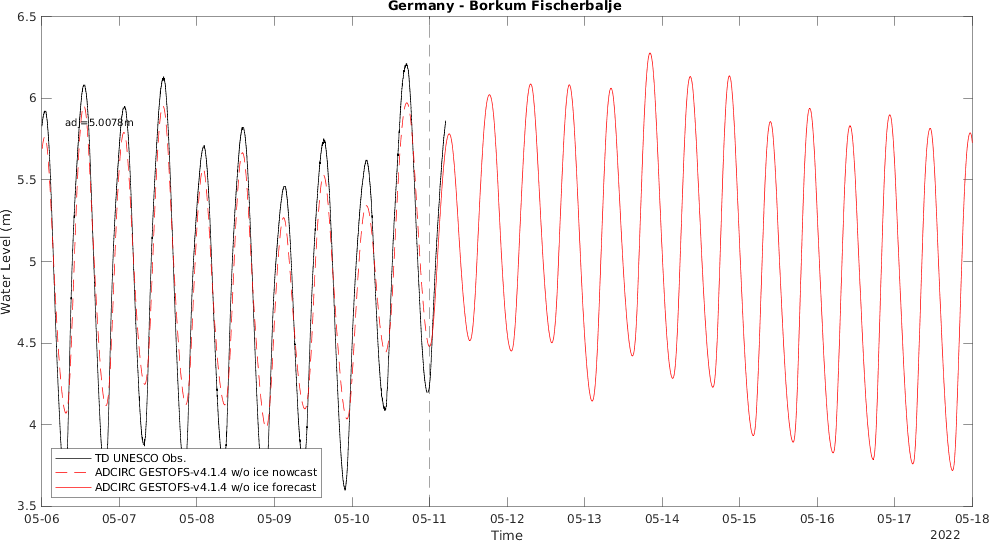 Germany - Borkum Fischerbalje
6.5
6
5.5
5
4.5
4
3.5
Water Level (m)
adj=5.0078m
TD UNESCO Obs.
ADCIRC GESTOFS-v4.1.4 w/o ice nowcast
ADCIRC GESTOFS-v4.1.4 w/o ice forecast
05-06 05-07 05-08 05-09 05-10 05-11 05-12 05-13 05-14 05-15 05-16 05-17 05-18
Time
2022